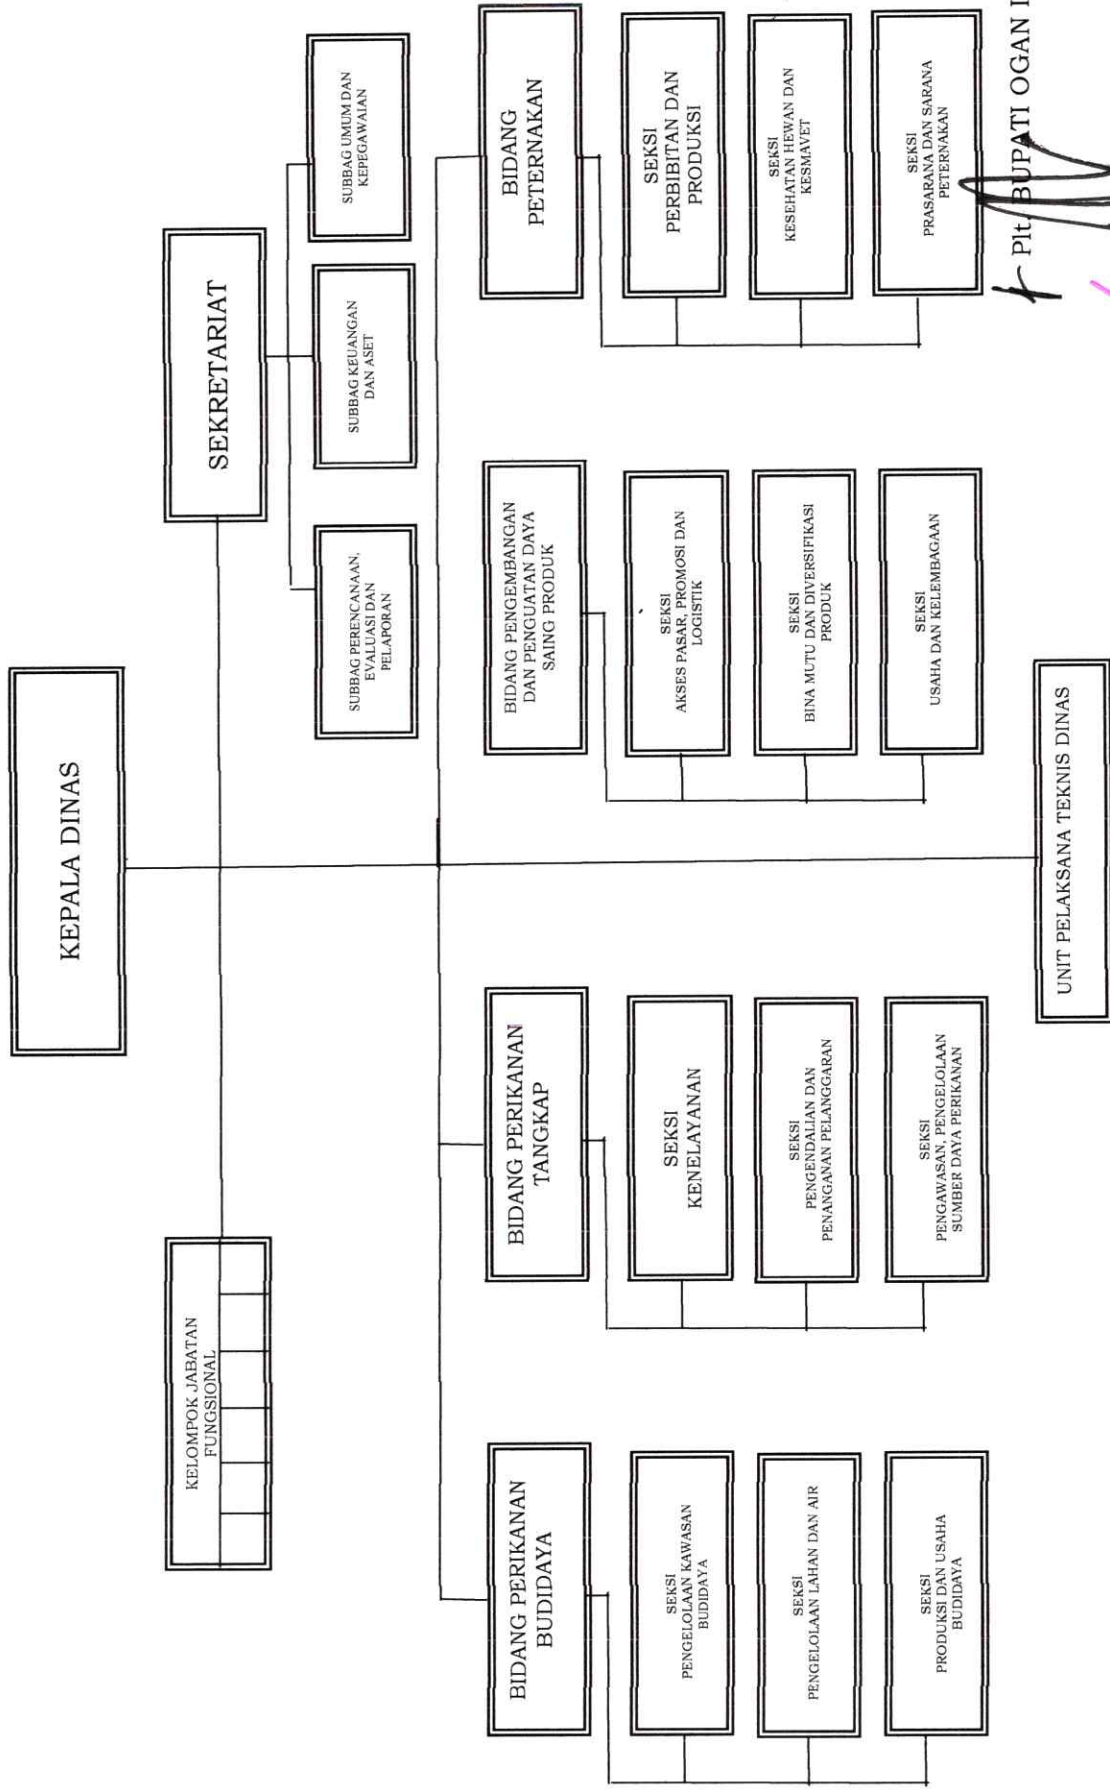 KEPALA DINAS
KELOMPOK JABATAN
FUNGSIONAL
SEKRETARIAT
SUBBAG PERENCANAAN,
EVALUASI DAN
PELAPORAN
SUBBAG KEUANGAN
DAN ASET
SUBBAG UMUM DAN
KEPEGAWAIAN
BIDANG PERIKANAN
BUDIDAYA
SEKSI
PENGELOLAAN KAWASAN
BUDIDAYA
SEKSI
PENGELOLAAN LAHAN DAN AIR
SEKSI
PRODUKSI DAN USAHA
BUDIDAYA
BIDANG PERIKANAN
TANGKAP
SEKSI
KENELAYANAN
SEKSI
PENGENDALIAN DAN
PENANGANAN PELANGGARAN
SEKSI
PENGAWASAN, PENGELOLAAN
SUMBER DAYA PERIKANAN
BIDANG PENGEMBANGAN
DAN PENGUATAN DAYA
SAING PRODUK
SEKSI
AKSES PASAR, PROMOSI DAN
LOGISTIK
SEKSI
BINA MUTU DAN DIVERSIFIKASI
PRODUK
SEKSI
USAHA DAN KELEMBAGAAN
BIDANG
PETERNAKAN
SEKSI
PERBIBITAN DAN
PRODUKSI
SEKSI
KESEHATAN HEWAN DAN
KESMAVET
SEKSI
PRASARANA DAN SARANA
PETERNAKAN
UNIT PELAKSANA TEKNIS DINAS
Plt. BUPATI OGAN